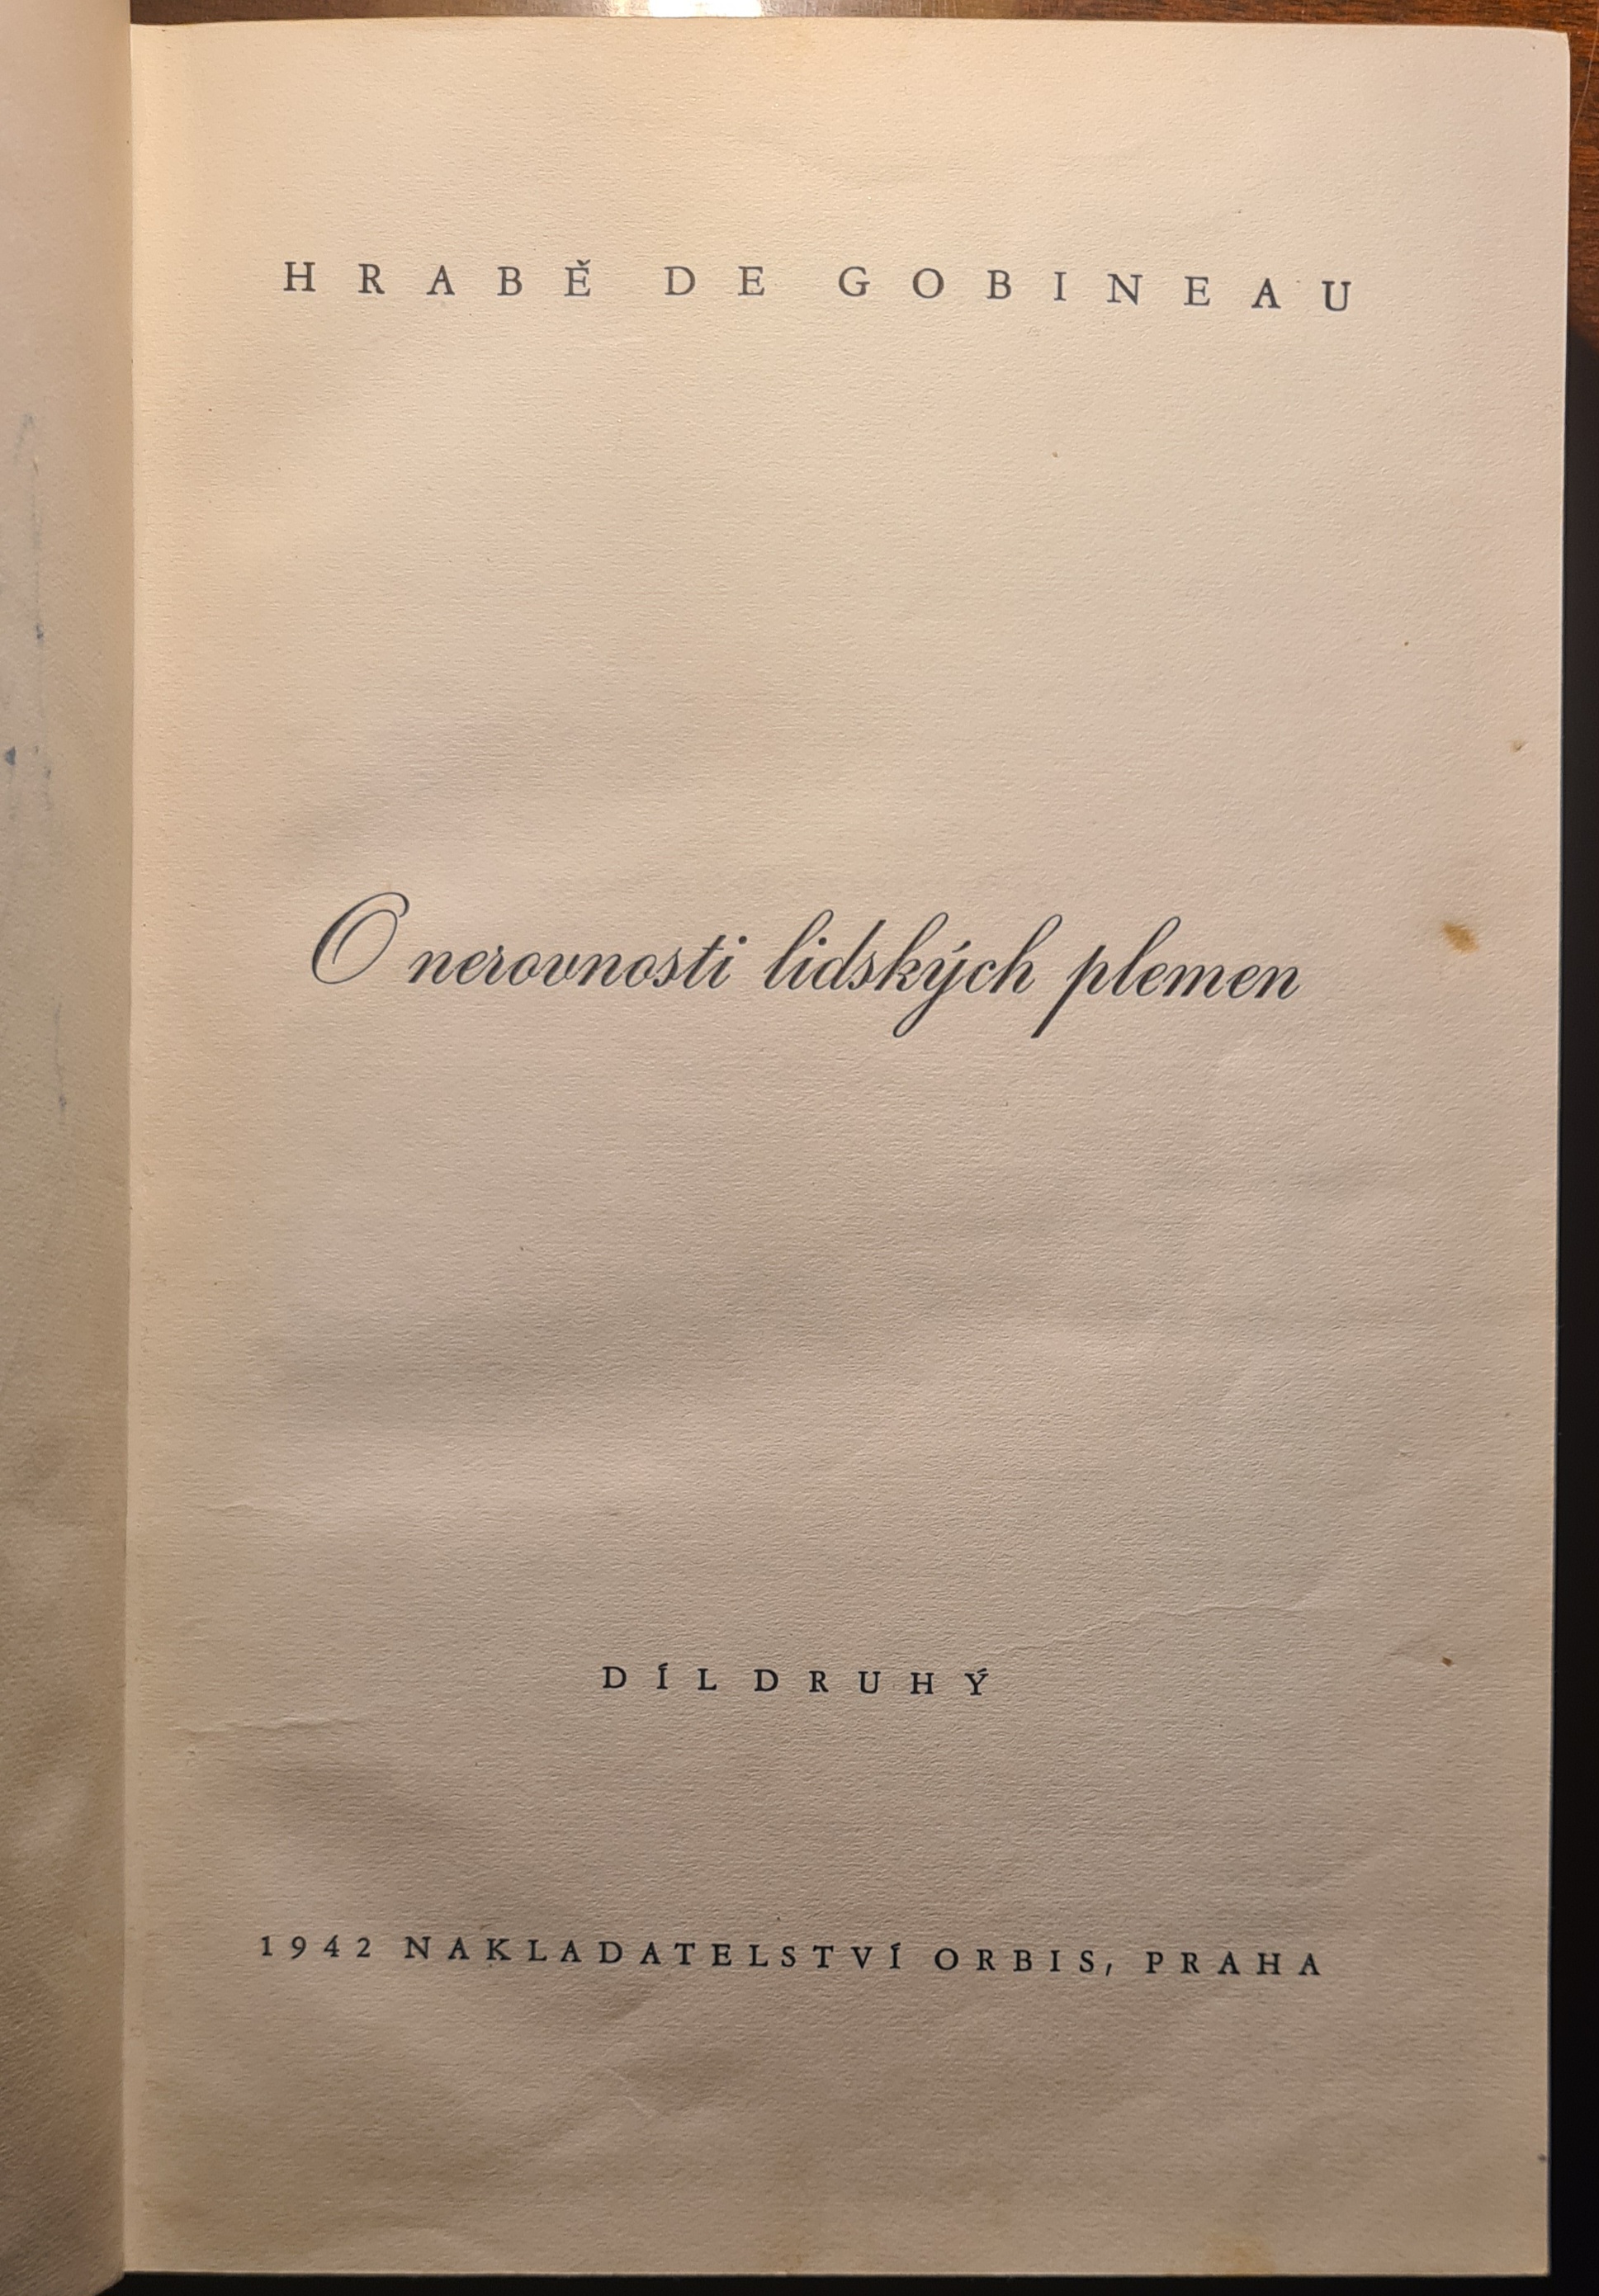 HRABĚ DE GOBINEAU
O nerovnosti lidských plemen
DÍL DRUHÝ
1942 NAKLADATELSTVÍ ORBIS, PRAHA